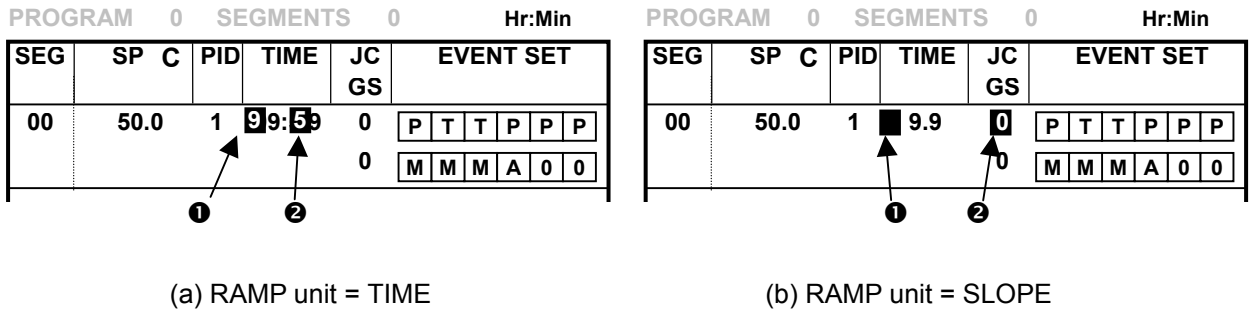 PROGRAM 0 SEGMENTS 0 Hr:Min
SEG SP C PID TIME JC EVENT SET
GS
00 50.0 1 99:59 0 P T T P P P
0 M M M A 0 0
❶ ❷
(a) RAMP unit = TIME
PROGRAM 0 SEGMENTS 0 Hr:Min
SEG SP C PID TIME JC EVENT SET
GS
00 50.0 1 9.9 0 P T T P P P
0 M M M A 0 0
❶ ❷
(b) RAMP unit = SLOPE